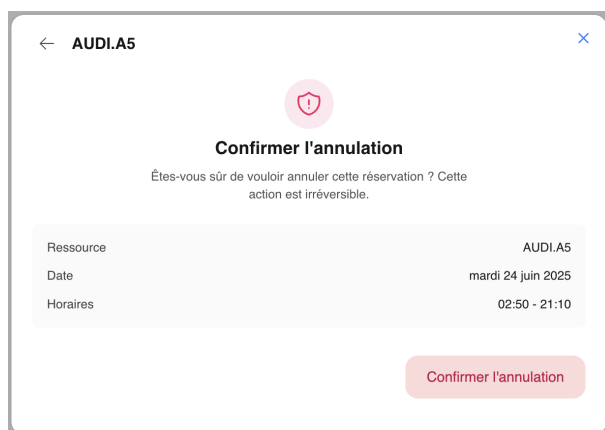 AUDI.A5
Confirmer l'annulation
Êtes-vous sûr de vouloir annuler cette réservation ? Cette
action est irréversible.
Ressource AUDI.A5
Date mardi 24 juin 2025
Horaires 02:50 - 21:10
Confirmer l'annulation